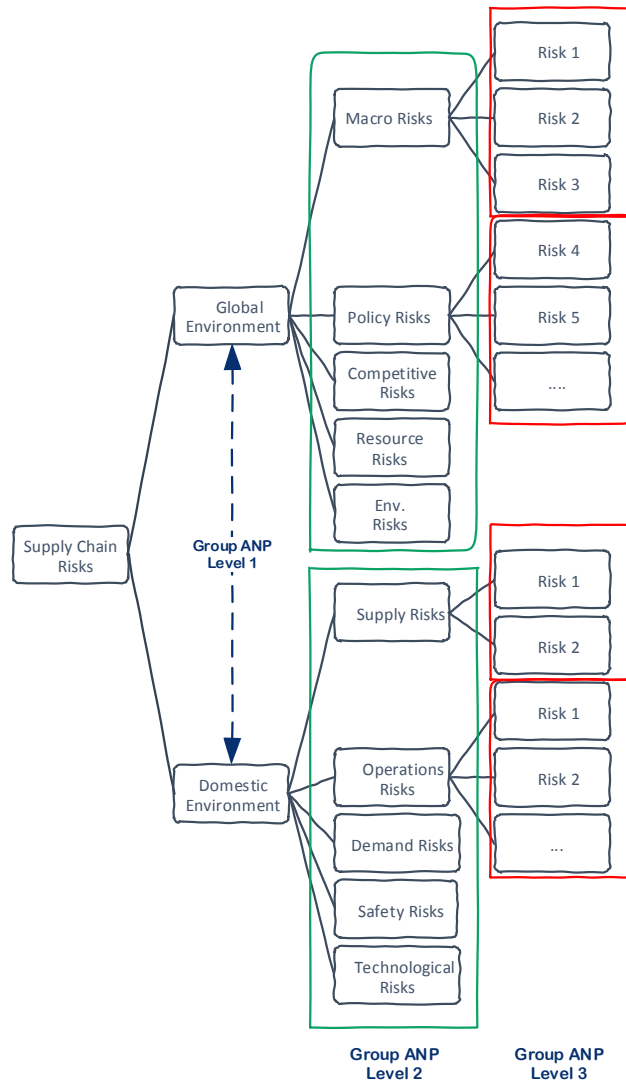 Risk 1
Macro Risks
Risk 2
Risk 3
Risk 4
Global
Environment
Policy Risks
Risk 5
Competitive
Risks
....
Resource
Risks
Env.
Risks
Supply Chain
Risks
Group ANP
Level 1
Risk 1
Supply Risks
Risk 2
Risk 1
Domestic
Environment
Operations
Risks
Risk 2
Demand Risks
...
Safety Risks
Technological
Risks
Group ANP
Level 2
Group ANP
Level 3